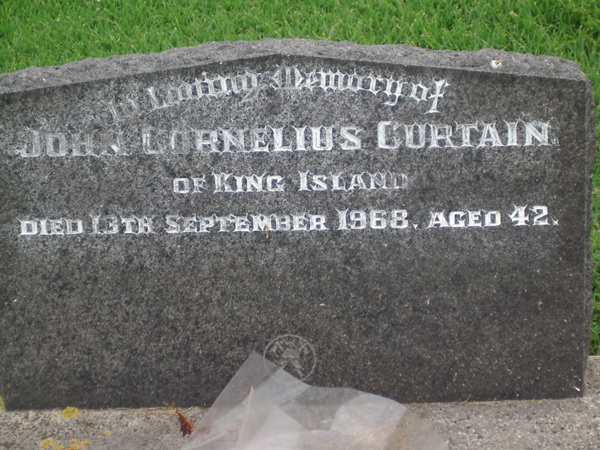 In Loving Memory of
JOHN CORNELIUS CURTAIN
OF KING ISLAND
DIED 13TH SEPTEMBER 1968. AGED 42.